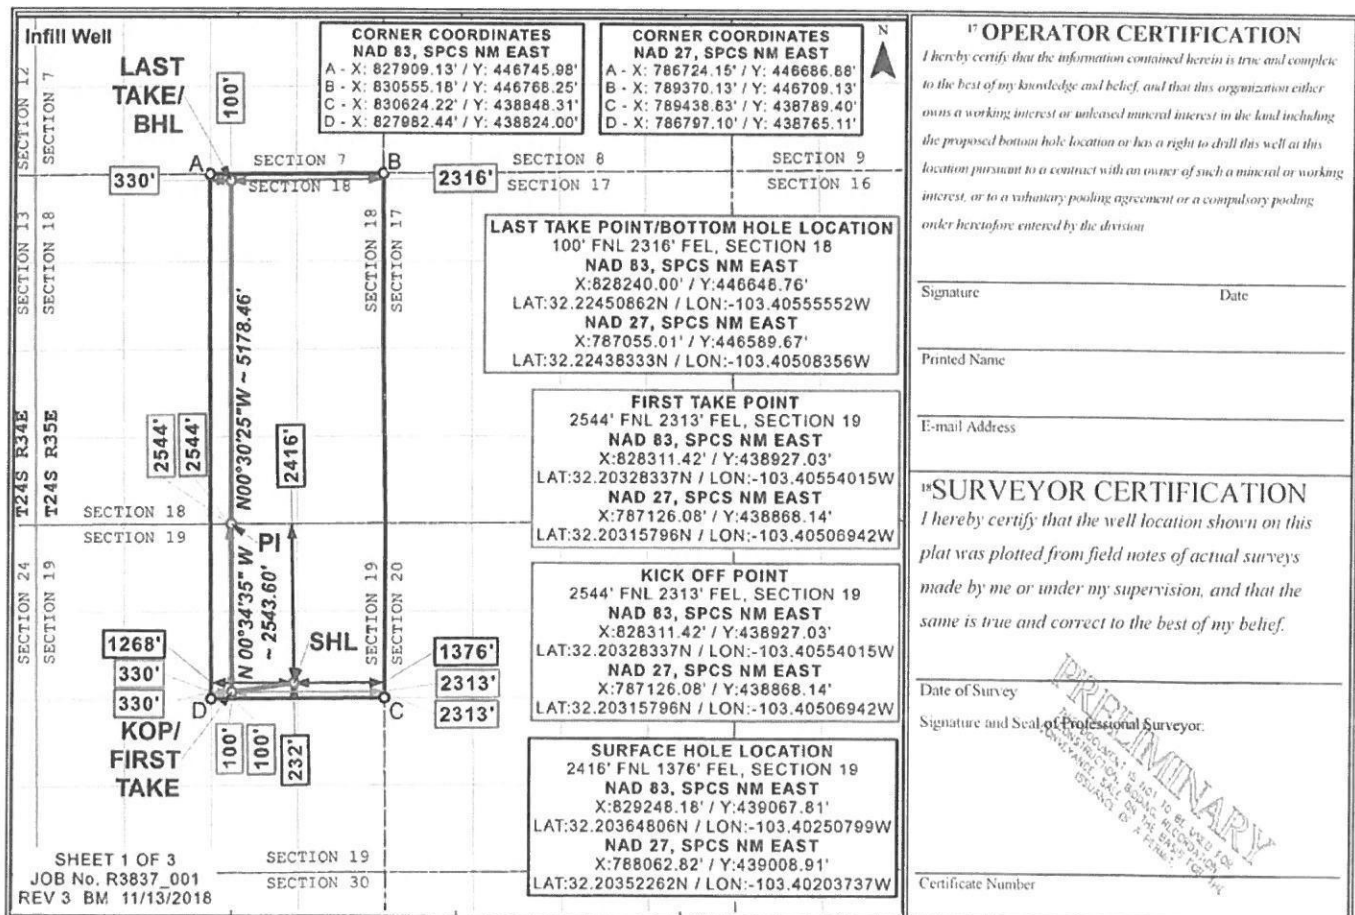 Infill Well
LAST
TAKE/
BHL
100'
SECTION 12
SECTION 7
CORNER COORDINATES
NAD 83, SPCS NM EAST
A - X: 827909.13' / Y: 446745.98'
B - X: 830555.18' / Y: 446768.25'
C - X: 830624.22' / Y: 438848.31'
D - X: 827982.44' / Y: 438824.00'
CORNER COORDINATES
NAD 27, SPCS NM EAST
A - X: 786724.15' / Y: 446686.88'
B - X: 789370.13' / Y: 446709.13'
C - X: 789438.63' / Y: 438789.40'
D - X: 786797.10' / Y: 438765.11'
N
A
SECTION 7
B
SECTION 8
SECTION 9
330'
SECTION 18
2316'
SECTION 17
SECTION 16
SECTION 13
SECTION 18
SECTION 18
SECTION 17
LAST TAKE POINT/BOTTOM HOLE LOCATION
100' FNL 2316' FEL, SECTION 18
NAD 83, SPCS NM EAST
X:828240.00' / Y:446648.76'
LAT:32.22450862N / LON:-103.40555552W
NAD 27, SPCS NM EAST
X:787055.01' / Y:446589.67'
LAT:32.22438333N / LON:-103.40508356W
N00°30'25"W ~ 5178.46'
T24S R34E
T24S R35E
2544'
2544'
2416'
FIRST TAKE POINT
2544' FNL 2313' FEL, SECTION 19
NAD 83, SPCS NM EAST
X:828311.42' / Y:438927.03'
LAT:32.20328337N / LON:-103.40554015W
NAD 27, SPCS NM EAST
X:787126.08' / Y:438868.14'
LAT:32.20315796N / LON:-103.40506942W
SECTION 18
SECTION 19
PI
SECTION 24
SECTION 19
N 00°34'35" W
~ 2543.60'
SECTION 19
SECTION 20
KICK OFF POINT
2544' FNL 2313' FEL, SECTION 19
NAD 83, SPCS NM EAST
X:828311.42' / Y:438927.03'
LAT:32.20328337N / LON:-103.40554015W
NAD 27, SPCS NM EAST
X:787126.08' / Y:438868.14'
LAT:32.20315796N / LON:-103.40506942W
1268'
SHL
1376'
330'
2313'
330'
D
C
2313'
KOP/
FIRST
TAKE
100'
100'
232'
SURFACE HOLE LOCATION
2416' FNL 1376' FEL, SECTION 19
NAD 83, SPCS NM EAST
X:829248.18' / Y:439067.81'
LAT:32.20364806N / LON:-103.40250799W
NAD 27, SPCS NM EAST
X:788062.82' / Y:439008.91'
LAT:32.20352262N / LON:-103.40203737W
SHEET 1 OF 3
JOB No. R3837_001
REV 3 BM 11/13/2018
SECTION 19
SECTION 30
17 OPERATOR CERTIFICATION
I hereby certify that the information contained herein is true and complete
to the best of my knowledge and belief, and that this organization either
owns a working interest or unleased mineral interest in the land including
the proposed bottom hole location or has a right to drill this well at this
location pursuant to a contract with an owner of such a mineral or working
interest, or to a voluntary pooling agreement or a compulsory pooling
order heretofore entered by the division
Signature Date
Printed Name
E-mail Address
18 SURVEYOR CERTIFICATION
I hereby certify that the well location shown on this
plat was plotted from field notes of actual surveys
made by me or under my supervision, and that the
same is true and correct to the best of my belief.
Date of Survey
Signature and Seal of Professional Surveyor:
PRELIMINARY
Certificate Number